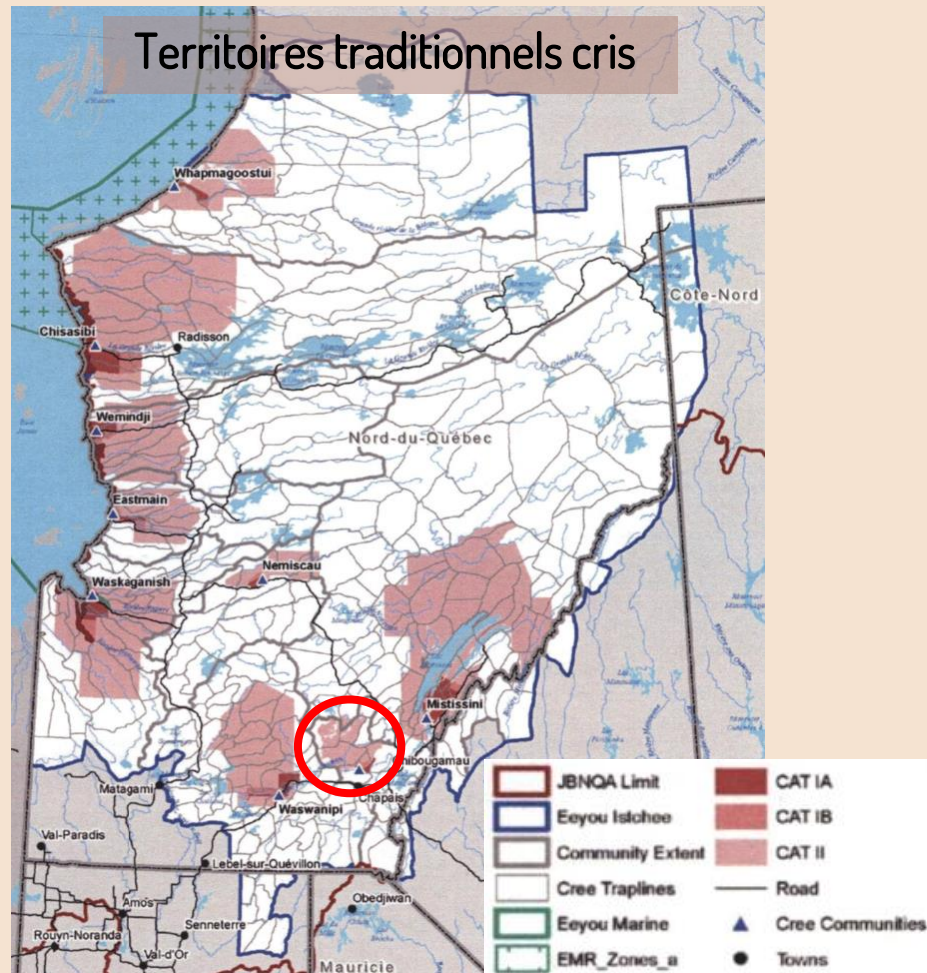 Territoires traditionnels cris
Whapmagoostui
Côte-Nord
Chisasibi
Radisson
Wemindji
Nord-du-Québec
Eastmain
Nemiscau
Waskaganish
Mistissini
hibougamau
Matagami
Chapais
Waswanipi
Val-Paradis
Lebel-sur-Quévillon
Amos
Obedjiwan
Senneterre
Rouyn-Noranda
Val-d'Or
Mauricie
JBNQA Limit
Eeyou Istchee
Community Extent
Cree Traplines
Eeyou Marine
EMR_Zones_a
CAT IA
CAT IB
CAT II
Road
Cree Communities
Towns